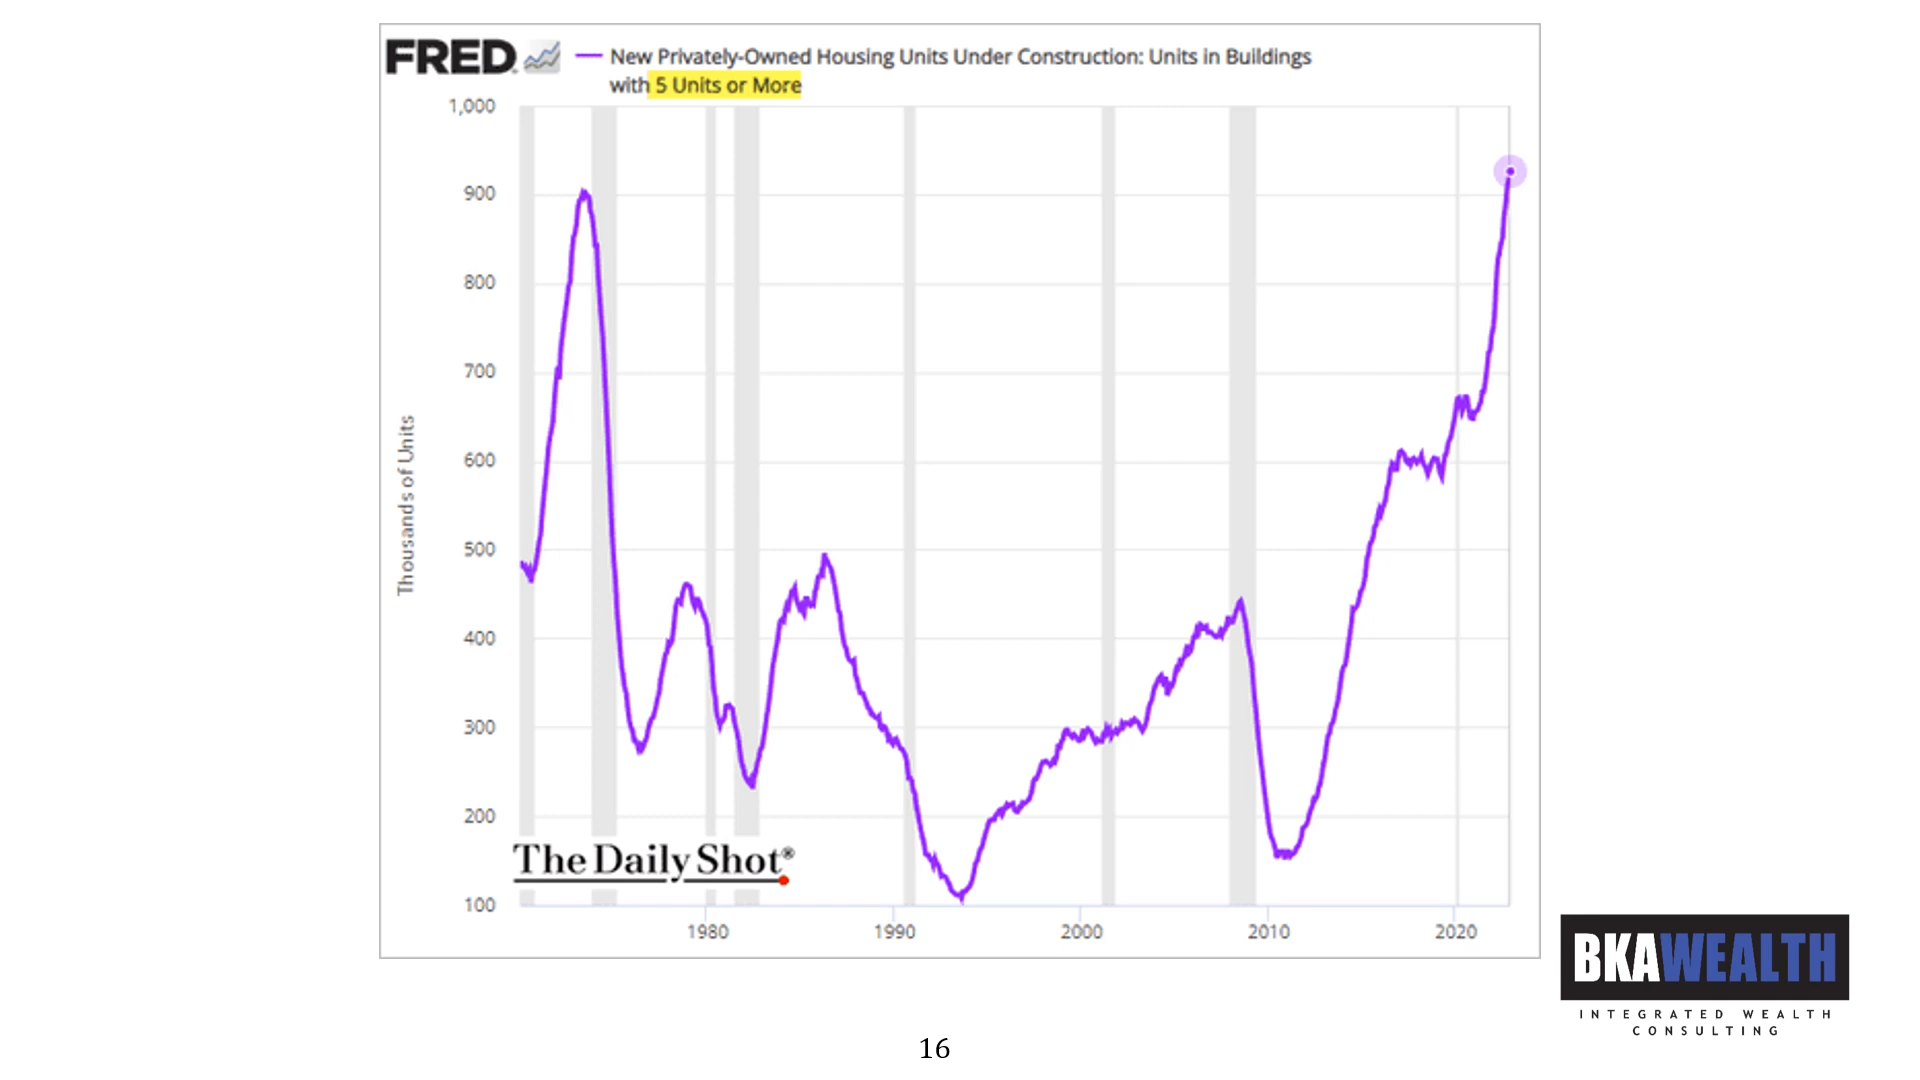 FRED
New Privately-Owned Housing Units Under Construction: Units in Buildings
with 5 Units or More
1,000
900
800
700
600
500
400
300
200
100
Thousands of Units
The Daily Shot®
1980 1990 2000 2010 2020
BKAWEALTH
INTEGRATED WEALTH
CONSULTING
16